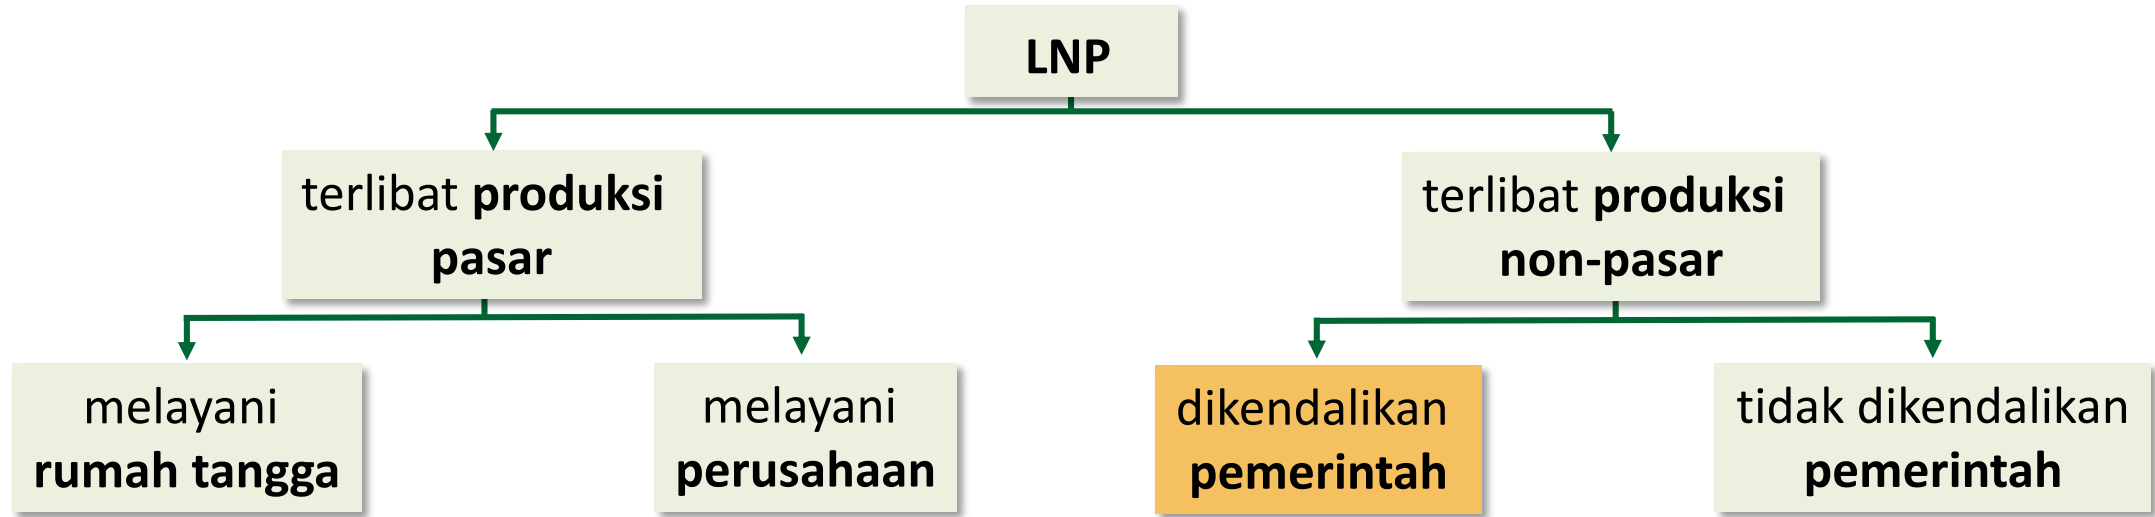 LNP
terlibat produksi
pasar
terlibat produksi
non-pasar
melayani
rumah tangga
melayani
perusahaan
dikendalikan
pemerintah
tidak dikendalikan
pemerintah